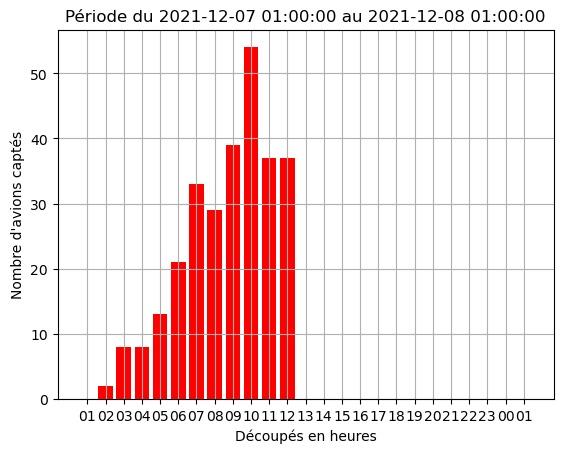 Période du 2021-12-07 01:00:00 au 2021-12-08 01:00:00
Nombre d'avions captés
50
40
30
20
10
0
01 02 03 04 05 06 07 08 09 10 11 12 13 14 15 16 17 18 19 20 21 22 23 00 01
Découpés en heures